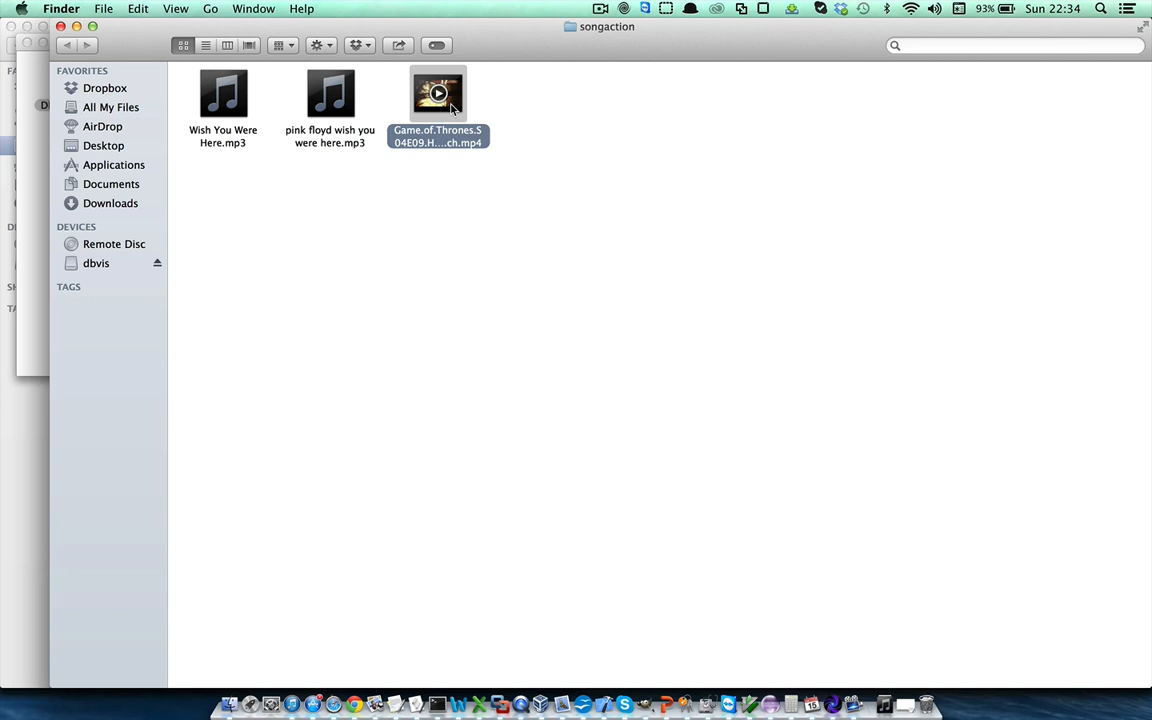 Finder File Edit View Go Window Help
93% Sun 22:34
songaction
FAVORITES
Dropbox
All My Files
AirDrop
Desktop
Applications
Documents
Downloads
DEVICES
Remote Disc
dbvis
TAGS
Wish You Were
Here.mp3
pink floyd wish you
were here.mp3
Game.of.Thrones.S
04E09.H....ch.mp4